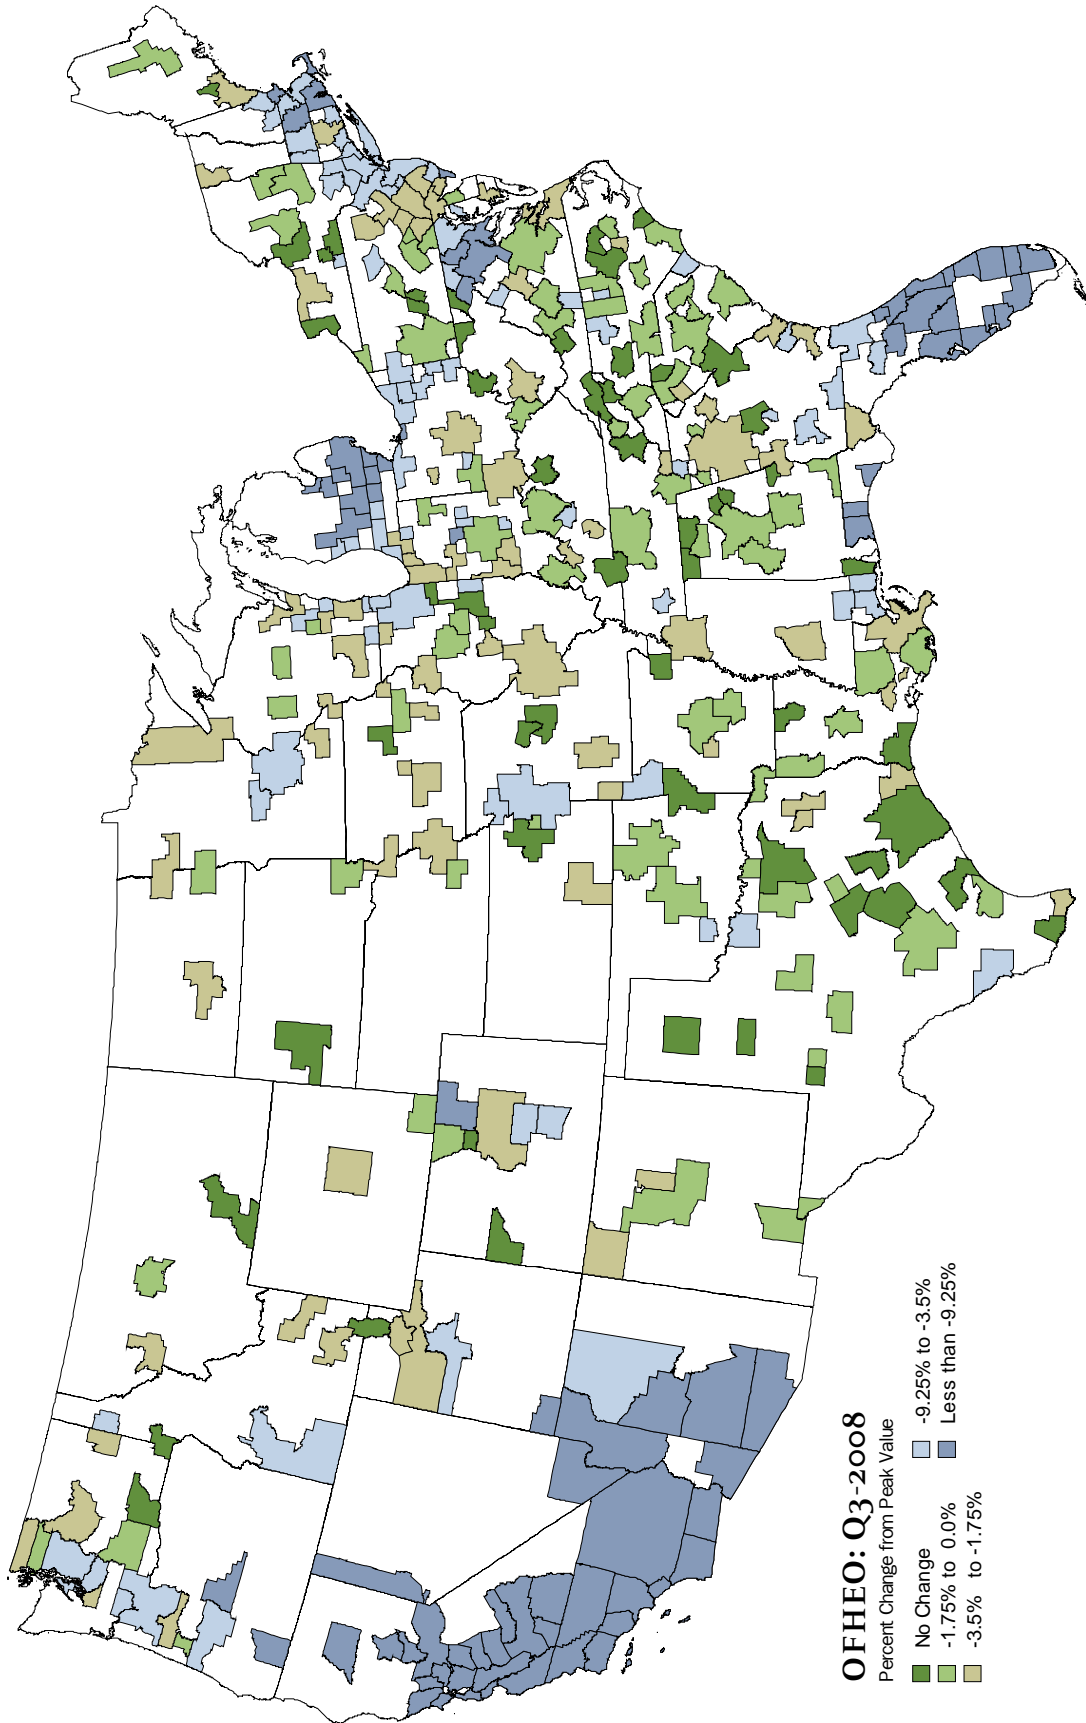 OFHEO: Q3-2008
Percent Change from Peak Value
No Change
-1.75% to 0.0%
-3.5% to -1.75%
-9.25% to -3.5%
Less than -9.25%